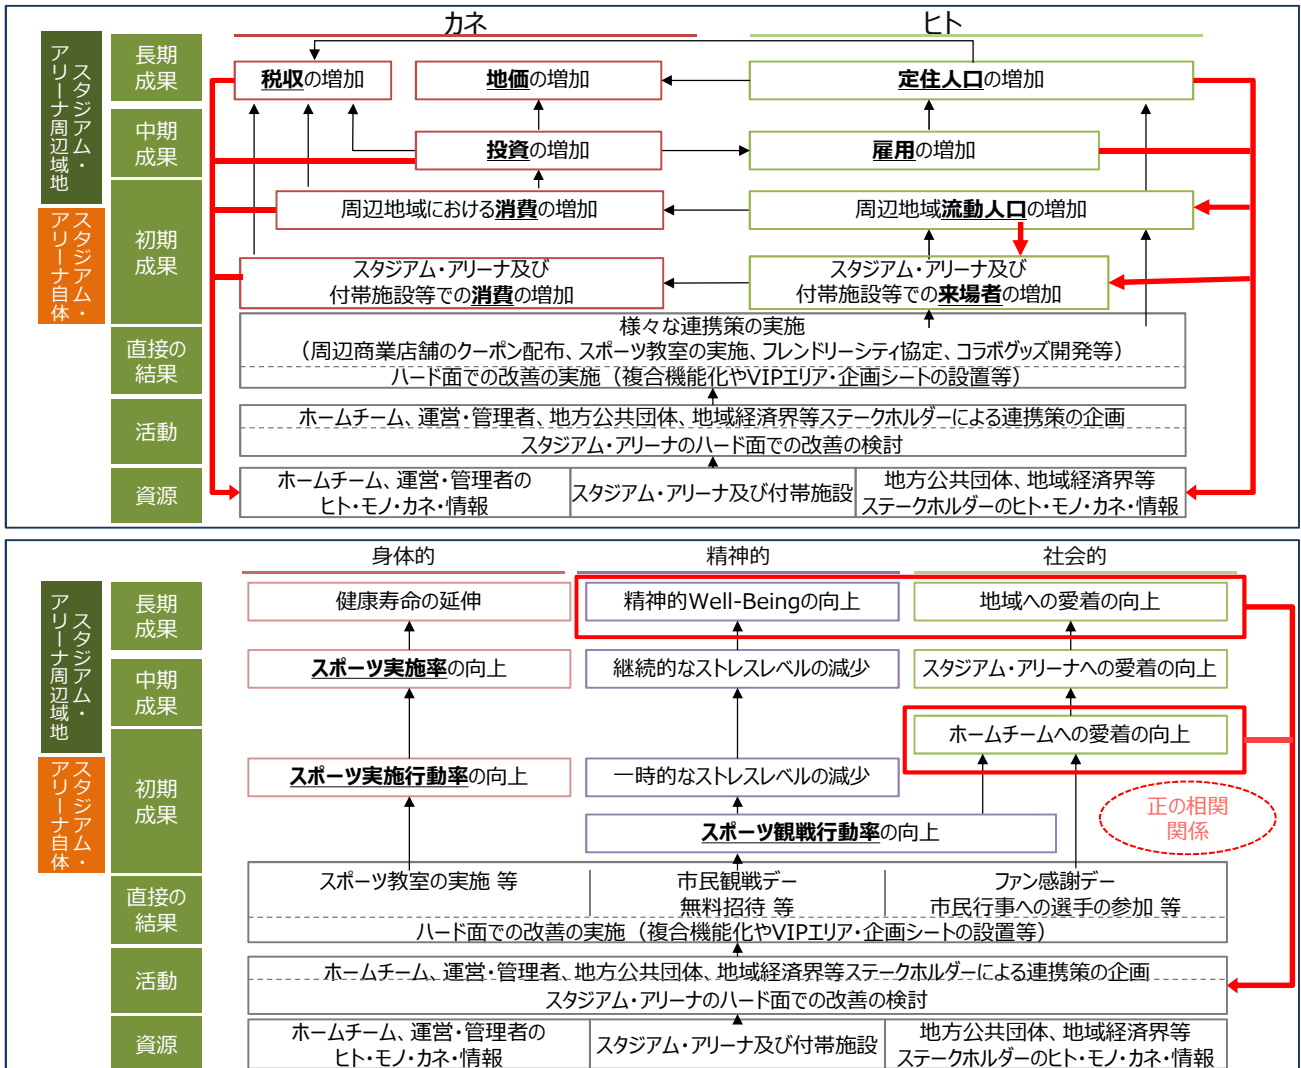 カネ
ヒト
スタジアム・
アリーナ周辺域地
スタジアム・
アリーナ自体
長期
成果
税収の増加
地価の増加
定住人口の増加
中期
成果
投資の増加
雇用の増加
初期
成果
周辺地域における消費の増加
周辺地域流動人口の増加
スタジアム・アリーナ及び
付帯施設等での消費の増加
スタジアム・アリーナ及び
付帯施設等での来場者の増加
直接の
結果
様々な連携策の実施
（周辺商業店舗のクーポン配布、スポーツ教室の実施、フレンドリーシティ協定、コラボグッズ開発等）
ハード面での改善の実施（複合機能化やVIPエリア・企画シートの設置等）
活動
ホームチーム、運営・管理者、地方公共団体、地域経済界等ステークホルダーによる連携策の企画
スタジアム・アリーナのハード面での改善の検討
資源
ホームチーム、運営・管理者の
ヒト・モノ・カネ・情報
スタジアム・アリーナ及び付帯施設
地方公共団体、地域経済界等
ステークホルダーのヒト・モノ・カネ・情報
身体的
精神的
社会的
スタジアム・
アリーナ周辺域地
スタジアム・
アリーナ自体
長期
成果
健康寿命の延伸
精神的Well-Beingの向上
地域への愛着の向上
中期
成果
スポーツ実施率の向上
継続的なストレスレベルの減少
スタジアム・アリーナへの愛着の向上
ホームチームへの愛着の向上
初期
成果
スポーツ実施行動率の向上
一時的なストレスレベルの減少
正の相関
関係
スポーツ観戦行動率の向上
直接の
結果
スポーツ教室の実施 等
市民観戦デー
無料招待 等
ファン感謝デー
市民行事への選手の参加 等
ハード面での改善の実施（複合機能化やVIPエリア・企画シートの設置等）
活動
ホームチーム、運営・管理者、地方公共団体、地域経済界等ステークホルダーによる連携策の企画
スタジアム・アリーナのハード面での改善の検討
資源
ホームチーム、運営・管理者の
ヒト・モノ・カネ・情報
スタジアム・アリーナ及び付帯施設
地方公共団体、地域経済界等
ステークホルダーのヒト・モノ・カネ・情報